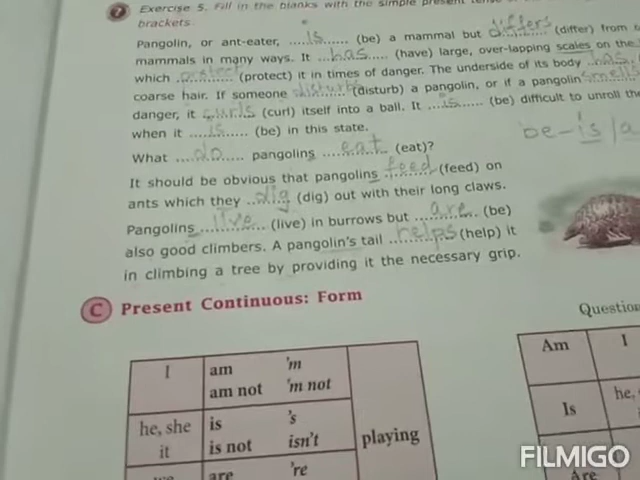 ? Exercise 5. Fill in the blanks with the simple present tense of the
brackets.
Pangolin, or ant-eater, ...is... (be) a mammal but differs (differ) from
mammals in many ways. It ...has... (have) large, over-lapping scales on the
which protect (protect) it in times of danger. The underside of its body has
coarse hair. If someone disturbs (disturb) a pangolin, or if a pangolin smells
danger, it curls (curl) itself into a ball. It ...is... (be) difficult to unroll the
when it ...is... (be) in this state.
be - is / a
What ...do... pangolins ...eat... (eat)?
It should be obvious that pangolins feed (feed) on
ants which they ...dig (dig) out with their long claws.
Pangolins live (live) in burrows but ...are... (be)
also good climbers. A pangolin's tail helps (help) it
in climbing a tree by providing it the necessary grip.
C Present Continuous: Form
Question
I am 'm
am not 'm not
he, she is 's
it is not isn't
playing
are 're
Am I
Is he,
Are
FILMIGO